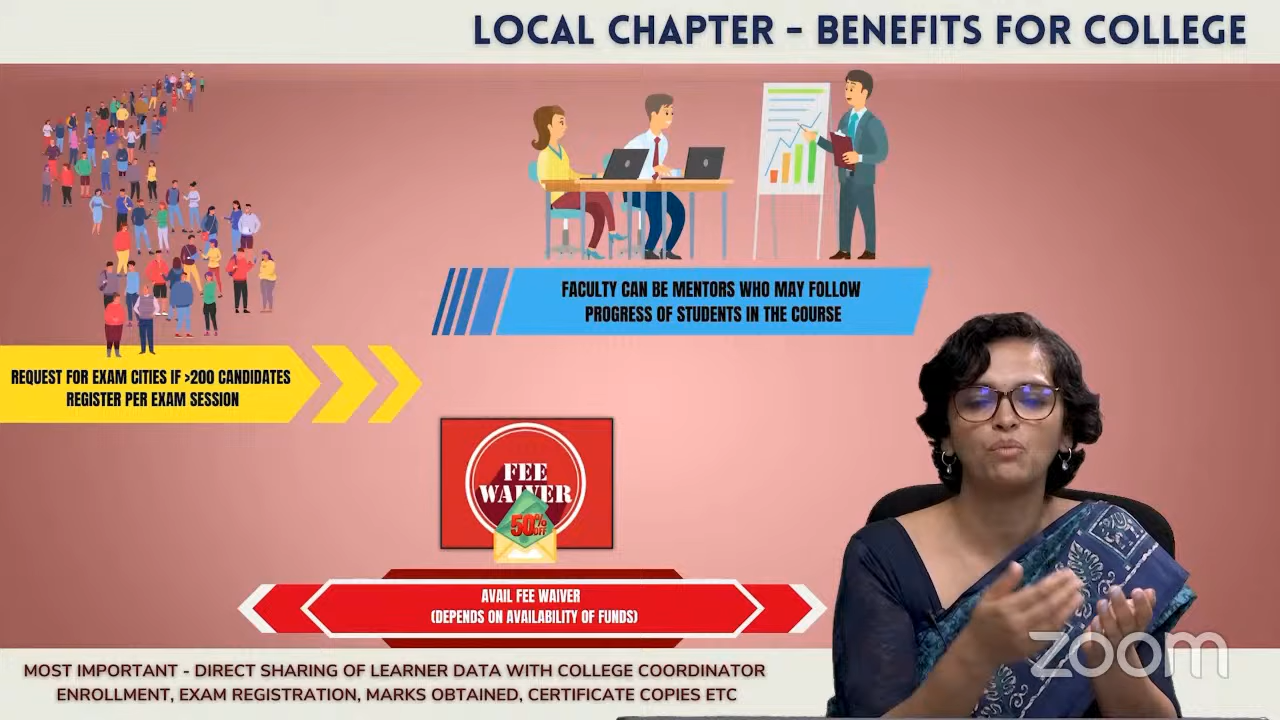 LOCAL CHAPTER - BENEFITS FOR COLLEGE
FACULTY CAN BE MENTORS WHO MAY FOLLOW
PROGRESS OF STUDENTS IN THE COURSE
REQUEST FOR EXAM CITIES IF >200 CANDIDATES
REGISTER PER EXAM SESSION
FEE
WAIVER
50%
OFF
AVAIL FEE WAIVER
(DEPENDS ON AVAILABILITY OF FUNDS)
MOST IMPORTANT - DIRECT SHARING OF LEARNER DATA WITH COLLEGE COORDINATOR
ENROLLMENT, EXAM REGISTRATION, MARKS OBTAINED, CERTIFICATE COPIES ETC
zoom